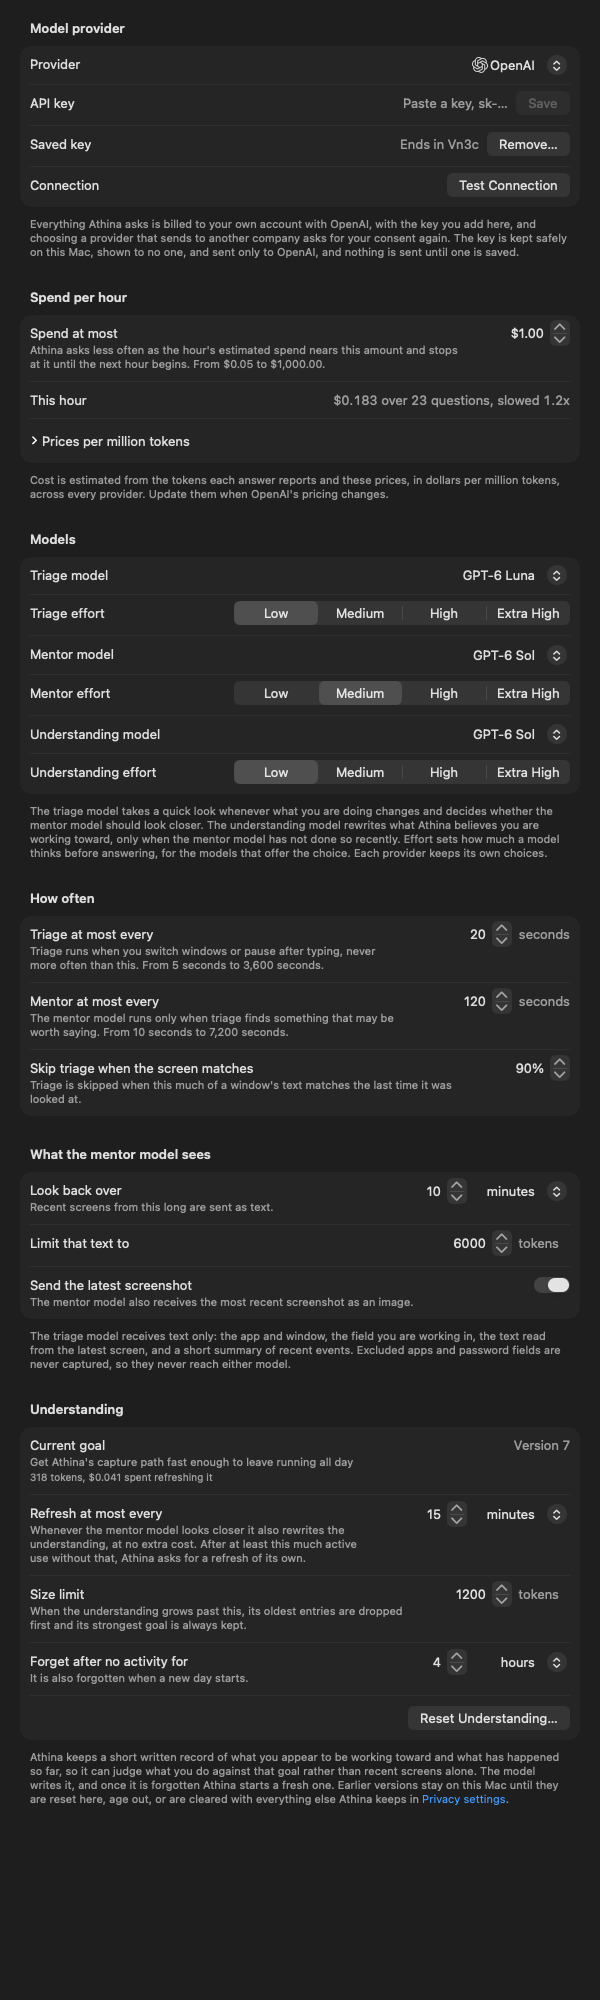 Model provider
Provider
OpenAI
API key
Paste a key, sk-...
Save
Saved key
Ends in Vn3c
Remove...
Connection
Test Connection
Everything Athina asks is billed to your own account with OpenAI, with the key you add here, and
choosing a provider that sends to another company asks for your consent again. The key is kept safely
on this Mac, shown to no one, and sent only to OpenAI, and nothing is sent until one is saved.
Spend per hour
Spend at most
$1.00
Athina asks less often as the hour's estimated spend nears this amount and stops
at it until the next hour begins. From $0.05 to $1,000.00.
This hour
$0.183 over 23 questions, slowed 1.2x
Prices per million tokens
Cost is estimated from the tokens each answer reports and these prices, in dollars per million tokens,
across every provider. Update them when OpenAI's pricing changes.
Models
Triage model
GPT-6 Luna
Triage effort
Low Medium High Extra High
Mentor model
GPT-6 Sol
Mentor effort
Low Medium High Extra High
Understanding model
GPT-6 Sol
Understanding effort
Low Medium High Extra High
The triage model takes a quick look whenever what you are doing changes and decides whether the
mentor model should look closer. The understanding model rewrites what Athina believes you are
working toward, only when the mentor model has not done so recently. Effort sets how much a model
thinks before answering, for the models that offer the choice. Each provider keeps its own choices.
How often
Triage at most every
20 seconds
Triage runs when you switch windows or pause after typing, never
more often than this. From 5 seconds to 3,600 seconds.
Mentor at most every
120 seconds
The mentor model runs only when triage finds something that may be
worth saying. From 10 seconds to 7,200 seconds.
Skip triage when the screen matches
90%
Triage is skipped when this much of a window's text matches the last time it was
looked at.
What the mentor model sees
Look back over
10 minutes
Recent screens from this long are sent as text.
Limit that text to
6000 tokens
Send the latest screenshot
The mentor model also receives the most recent screenshot as an image.
The triage model receives text only: the app and window, the field you are working in, the text read
from the latest screen, and a short summary of recent events. Excluded apps and password fields are
never captured, so they never reach either model.
Understanding
Current goal
Version 7
Get Athina's capture path fast enough to leave running all day
318 tokens, $0.041 spent refreshing it
Refresh at most every
15 minutes
Whenever the mentor model looks closer it also rewrites the
understanding, at no extra cost. After at least this much active
use without that, Athina asks for a refresh of its own.
Size limit
1200 tokens
When the understanding grows past this, its oldest entries are dropped
first and its strongest goal is always kept.
Forget after no activity for
4 hours
It is also forgotten when a new day starts.
Reset Understanding...
Athina keeps a short written record of what you appear to be working toward and what has happened
so far, so it can judge what you do against that goal rather than recent screens alone. The model
writes it, and once it is forgotten Athina starts a fresh one. Earlier versions stay on this Mac until they
are reset here, age out, or are cleared with everything else Athina keeps in Privacy settings.